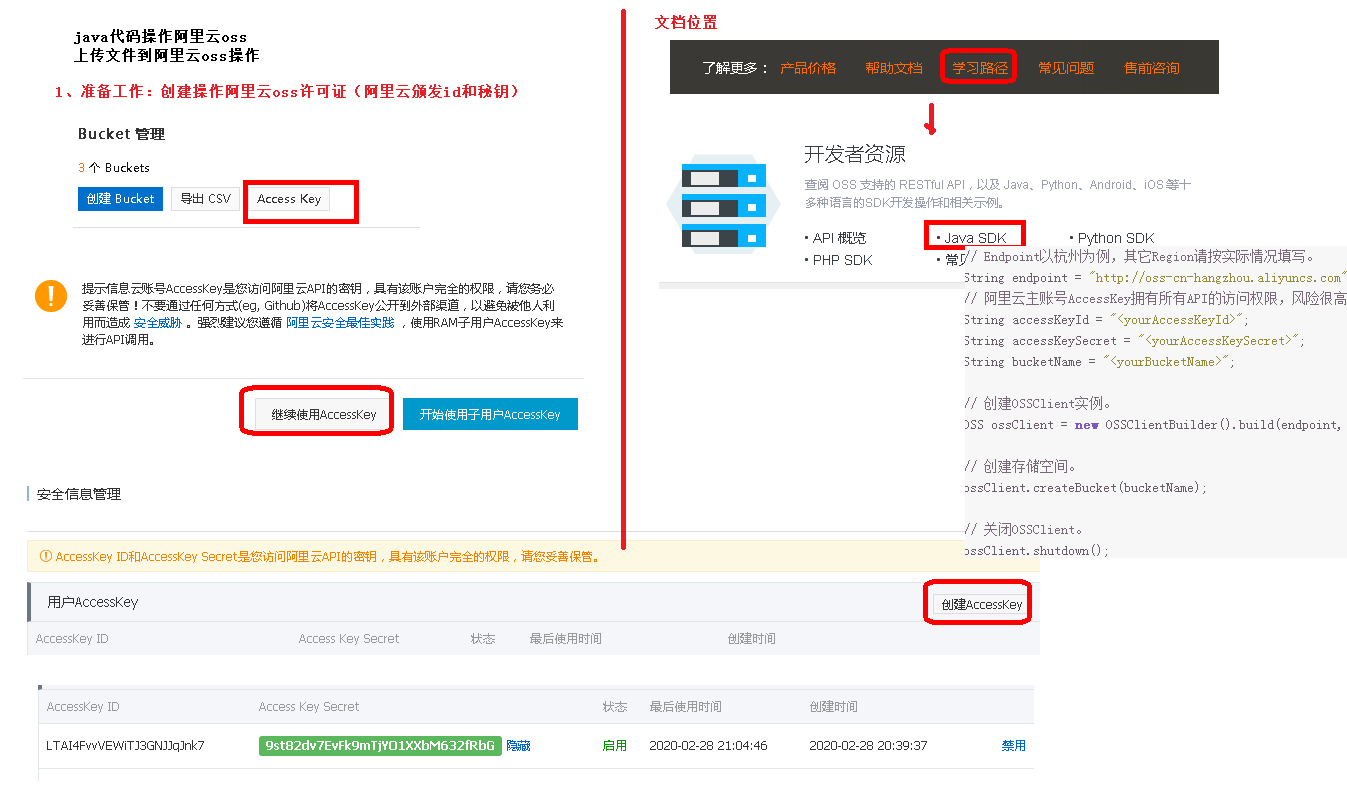 java代码操作阿里云oss
上传文件到阿里云oss操作
1、准备工作：创建操作阿里云oss许可证（阿里云颁发id和秘钥）
Bucket 管理
3 个 Buckets
创建 Bucket
导出 CSV
Access Key
提示信息云账号AccessKey是您访问阿里云API的密钥，具有该账户完全的权限，请您务必
妥善保管！不要通过任何方式(eg, Github)将AccessKey公开到外部渠道，以避免被他人利
用而造成 安全威胁 。强烈建议您遵循 阿里云安全最佳实践 ，使用RAM子用户AccessKey来
进行API调用。
继续使用AccessKey
开始使用子用户AccessKey
文档位置
了解更多：
产品价格
帮助文档
学习路径
常见问题
售前咨询
开发者资源
查阅 OSS 支持的 RESTful API，以及 Java、Python、Android、iOS 等十
多种语言的SDK开发操作和相关示例。
• API 概览
• Java SDK
• Python SDK
• PHP SDK
• 常
// Endpoint以杭州为例，其它Region请按实际情况填写。
String endpoint = "http://oss-cn-hangzhou.aliyuncs.com"
// 阿里云主账号AccessKey拥有所有API的访问权限，风险很高
String accessKeyId = "<yourAccessKeyId>";
String accessKeySecret = "<yourAccessKeySecret>";
String bucketName = "<yourBucketName>";
// 创建OSSClient实例。
OSS ossClient = new OSSClientBuilder().build(endpoint,
// 创建存储空间。
ossClient.createBucket(bucketName);
// 关闭OSSClient。
ossClient.shutdown();
安全信息管理
AccessKey ID和AccessKey Secret是您访问阿里云API的密钥，具有该账户完全的权限，请您妥善保管。
用户AccessKey
创建AccessKey
AccessKey ID
Access Key Secret
状态
最后使用时间
创建时间
AccessKey ID
Access Key Secret
状态
最后使用时间
创建时间
LTAI4FvvVEWiTJ3GNJJqJnk7
9st82dv7EvFk9mTjYO1XXbM632fRbG
隐藏
启用
2020-02-28 21:04:46
2020-02-28 20:39:37
禁用